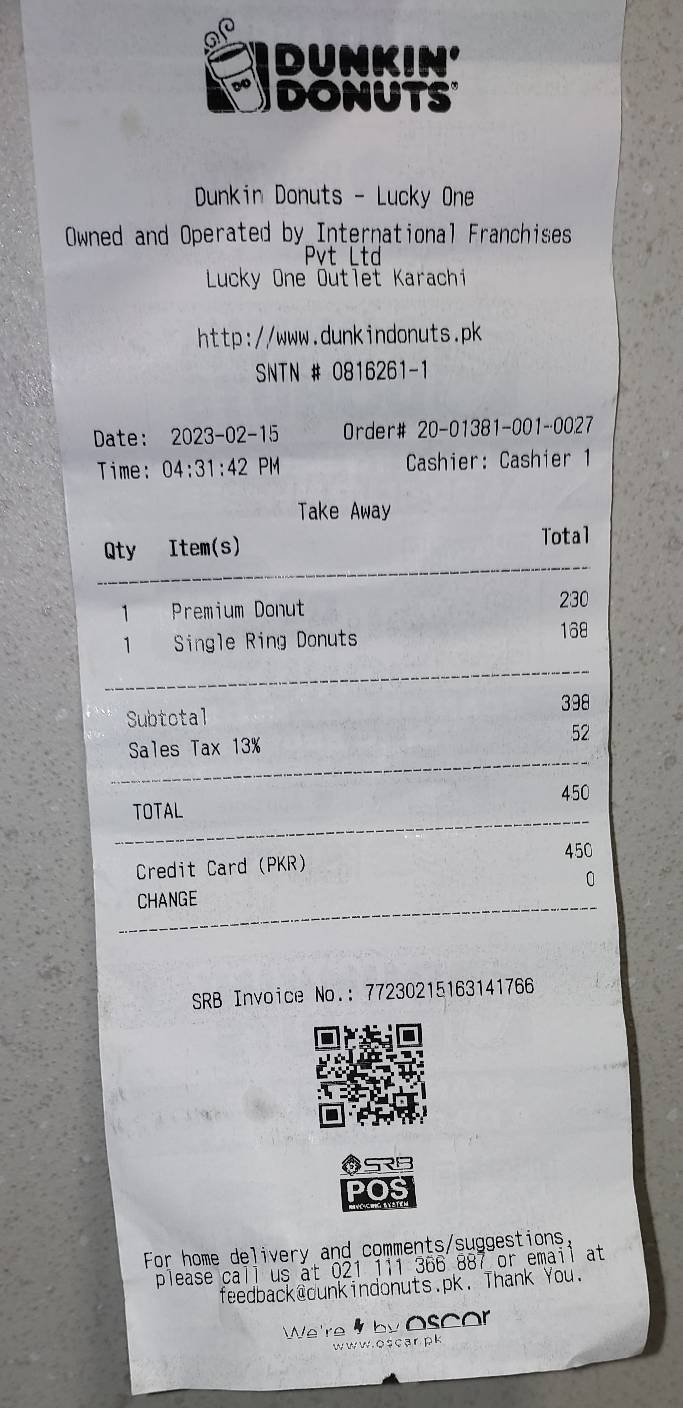 DUNKIN'
DONUTS®
DD
Dunkin Donuts - Lucky One
Owned and Operated by International Franchises
Pvt Ltd
Lucky One Outlet Karachi
http://www.dunkindonuts.pk
SNTN # 0816261-1
Date: 2023-02-15 Order# 20-01381-001-0027
Time: 04:31:42 PM Cashier: Cashier 1
Take Away
Qty Item(s) Total
1 Premium Donut 230
1 Single Ring Donuts 168
Subtotal 398
Sales Tax 13% 52
TOTAL 450
Credit Card (PKR) 450
CHANGE 0
SRB Invoice No.: 77230215163141766
SRB
POS
INVOICING SYSTEM
For home delivery and comments/suggestions,
please call us at 021 111 366 887 or email at
feedback@dunkindonuts.pk. Thank You.
We're by oscar
www.oscar.pk